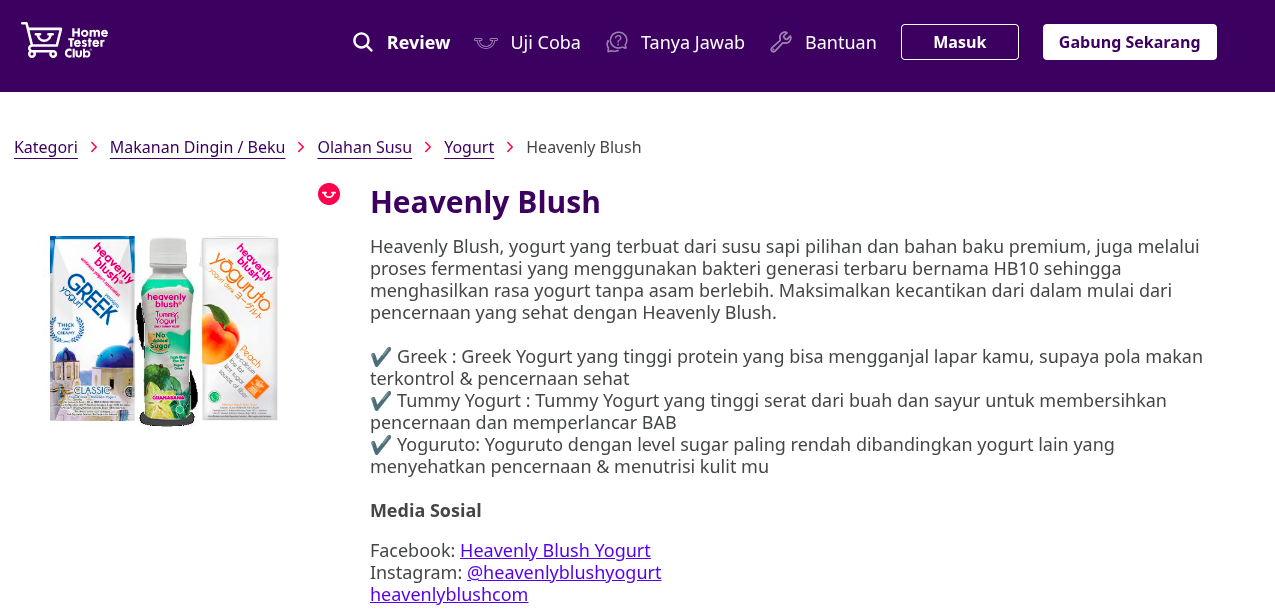 Home
Tester
Club
Review
Uji Coba
Tanya Jawab
Bantuan
Masuk
Gabung Sekarang
Kategori
Makanan Dingin / Beku
Olahan Susu
Yogurt
Heavenly Blush
Heavenly Blush
Heavenly Blush, yogurt yang terbuat dari susu sapi pilihan dan bahan baku premium, juga melalui
proses fermentasi yang menggunakan bakteri generasi terbaru bernama HB10 sehingga
menghasilkan rasa yogurt tanpa asam berlebih. Maksimalkan kecantikan dari dalam mulai dari
pencernaan yang sehat dengan Heavenly Blush.
✔️ Greek : Greek Yogurt yang tinggi protein yang bisa mengganjal lapar kamu, supaya pola makan
terkontrol & pencernaan sehat
✔️ Tummy Yogurt : Tummy Yogurt yang tinggi serat dari buah dan sayur untuk membersihkan
pencernaan dan memperlancar BAB
✔️ Yoguruto: Yoguruto dengan level sugar paling rendah dibandingkan yogurt lain yang
menyehatkan pencernaan & menutrisi kulit mu
Media Sosial
Facebook: Heavenly Blush Yogurt
Instagram: @heavenlyblushyogurt
heavenlyblushcom
heavenly
blush
GREEK
yogurt
THICK
AND
CREAMY
CLASSIC
heavenly
blush
Tummy
Yogurt
No
Added
Sugar
GUANABANA
heavenly
blush
yoguruto
ヨーグルト
Peach